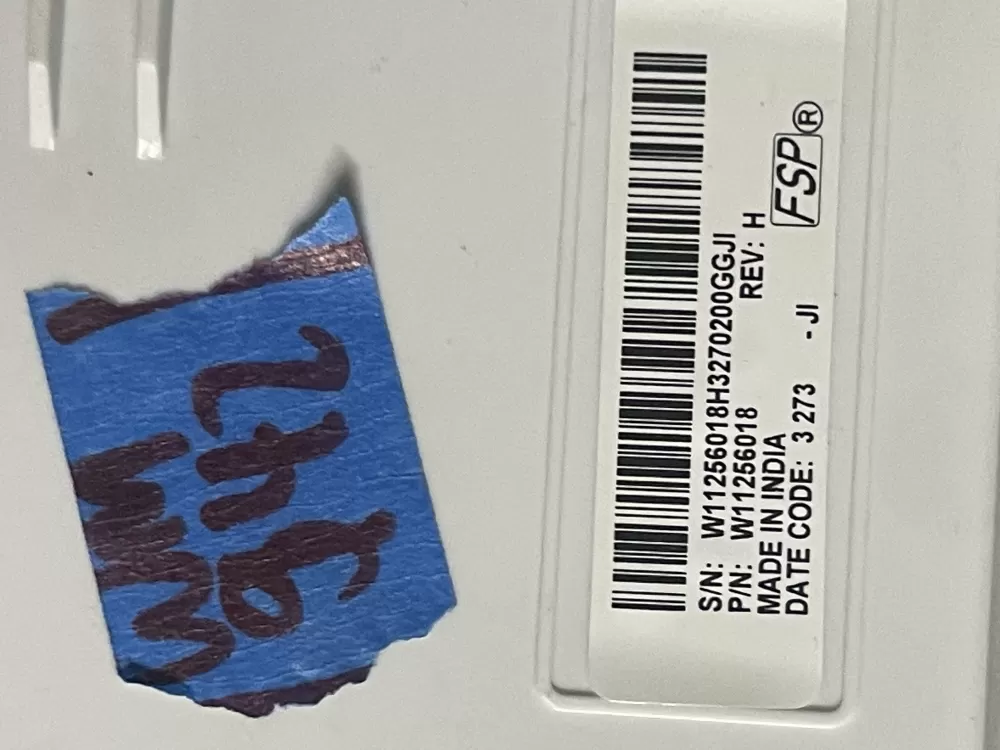 S/N: W11256018H3270200GGJI
P/N: W11256018 REV: H
MADE IN INDIA
DATE CODE: 3 273 -JI
FSP®